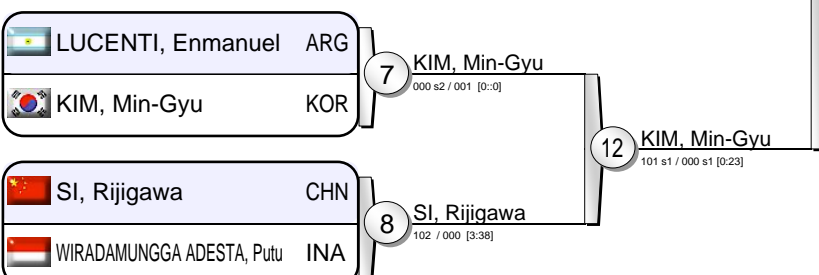 LUCENTI, Enmanuel ARG
KIM, Min-Gyu KOR
7
KIM, Min-Gyu
000 s2 / 001 [0::0]
SI, Rijigawa CHN
WIRADAMUNGGA ADESTA, Putu INA
8
SI, Rijigawa
102 / 000 [3:38]
12
KIM, Min-Gyu
101 s1 / 000 s1 [0:23]